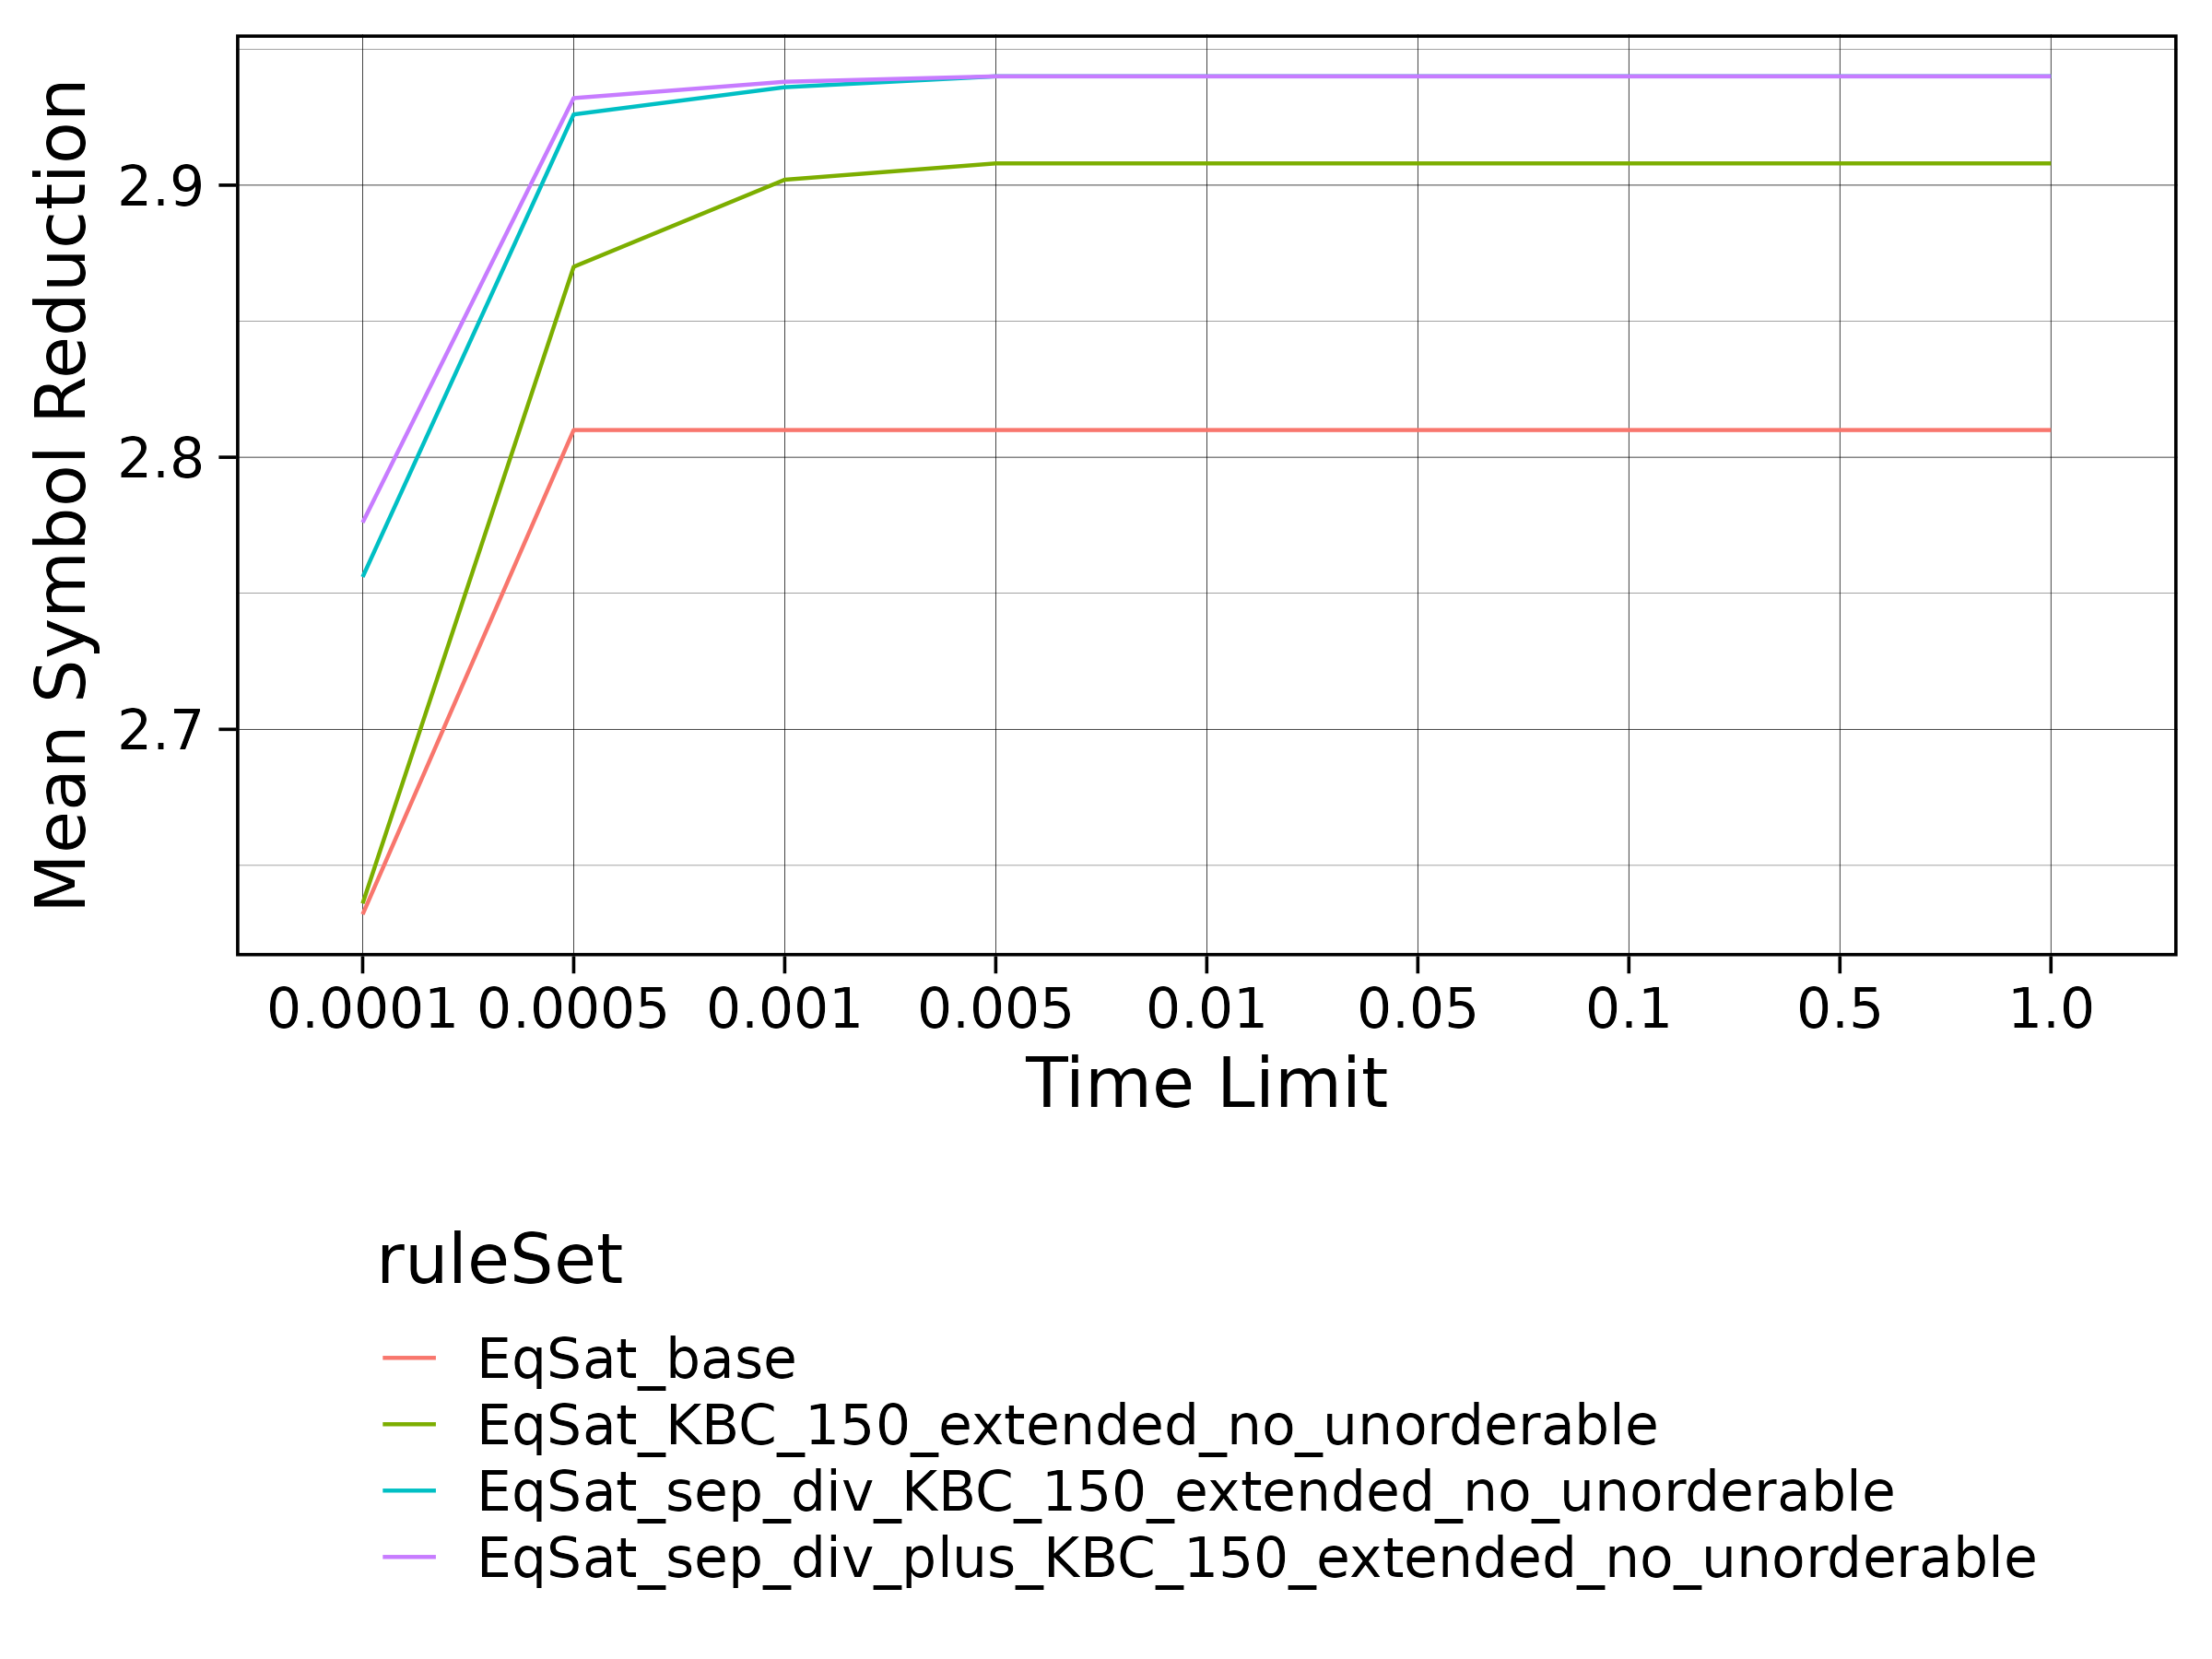 Mean Symbol Reduction
2.9
2.8
2.7
0.0001 0.0005 0.001 0.005 0.01 0.05 0.1 0.5 1.0
Time Limit
ruleSet
EqSat_base
EqSat_KBC_150_extended_no_unorderable
EqSat_sep_div_KBC_150_extended_no_unorderable
EqSat_sep_div_plus_KBC_150_extended_no_unorderable